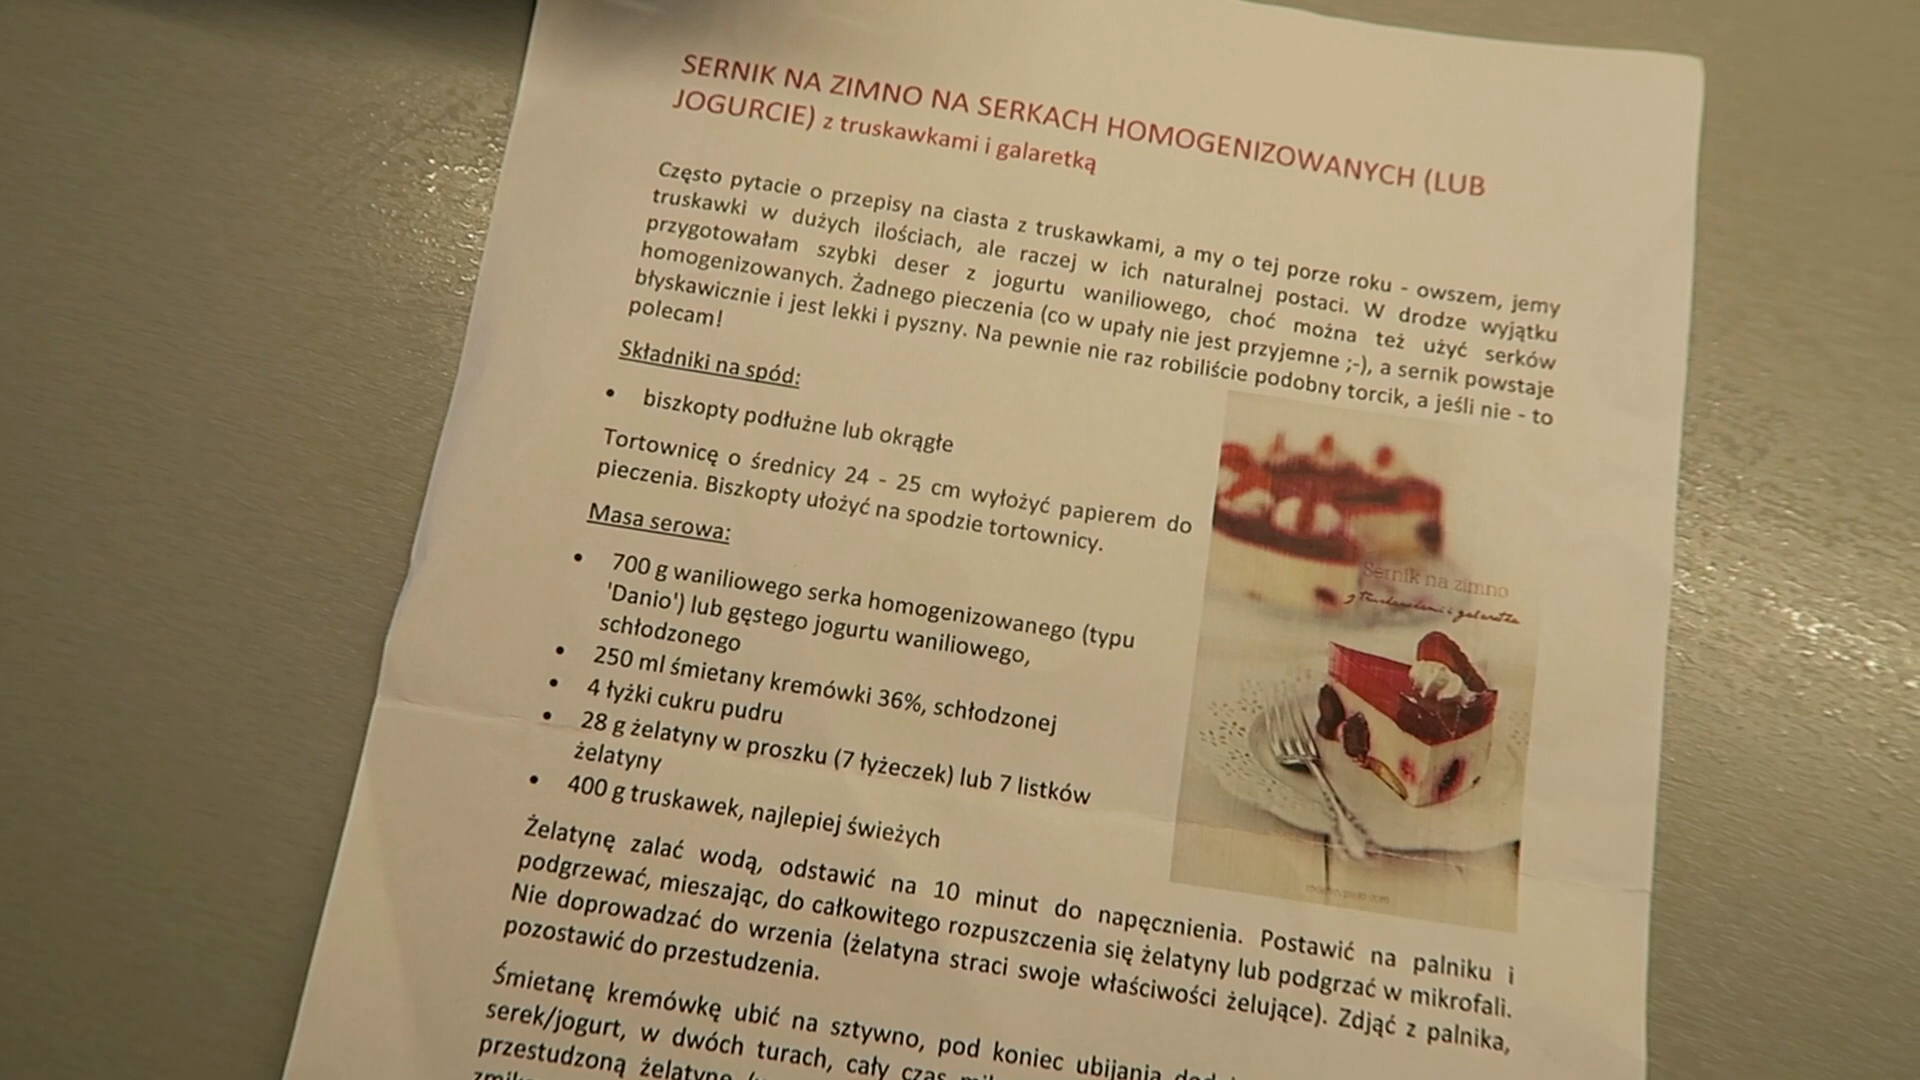 SERNIK NA ZIMNO NA SERKACH HOMOGENIZOWANYCH (LUB
JOGURCIE) z truskawkami i galaretką
Często pytacie o przepisy na ciasta z truskawkami, a my o tej porze roku - owszem, jemy
truskawki w dużych ilościach, ale raczej w ich naturalnej postaci. W drodze wyjątku
przygotowałam szybki deser z jogurtu waniliowego, choć można też użyć serków
homogenizowanych. Żadnego pieczenia (co w upały nie jest przyjemne ;-), a sernik powstaje
błyskawicznie i jest lekki i pyszny. Na pewnie nie raz robiliście podobny torcik, a jeśli nie - to
polecam!
Składniki na spód:
• biszkopty podłużne lub okrągłe
Tortownicę o średnicy 24 - 25 cm wyłożyć papierem do
pieczenia. Biszkopty ułożyć na spodzie tortownicy.
Masa serowa:
• 700 g waniliowego serka homogenizowanego (typu
'Danio') lub gęstego jogurtu waniliowego,
schłodzonego
• 250 ml śmietany kremówki 36%, schłodzonej
• 4 łyżki cukru pudru
• 28 g żelatyny w proszku (7 łyżeczek) lub 7 listków
żelatyny
• 400 g truskawek, najlepiej świeżych
Sernik na zimno
z truskawkami i galaretką
Żelatynę zalać wodą, odstawić na 10 minut do napęcznienia. Postawić na palniku i
podgrzewać, mieszając, do całkowitego rozpuszczenia się żelatyny lub podgrzać w mikrofali.
Nie doprowadzać do wrzenia (żelatyna straci swoje właściwości żelujące). Zdjąć z palnika,
pozostawić do przestudzenia.
Śmietanę kremówkę ubić na sztywno, pod koniec ubijania
serek/jogurt, w dwóch turach, cały czas
przestudzoną żelatynę